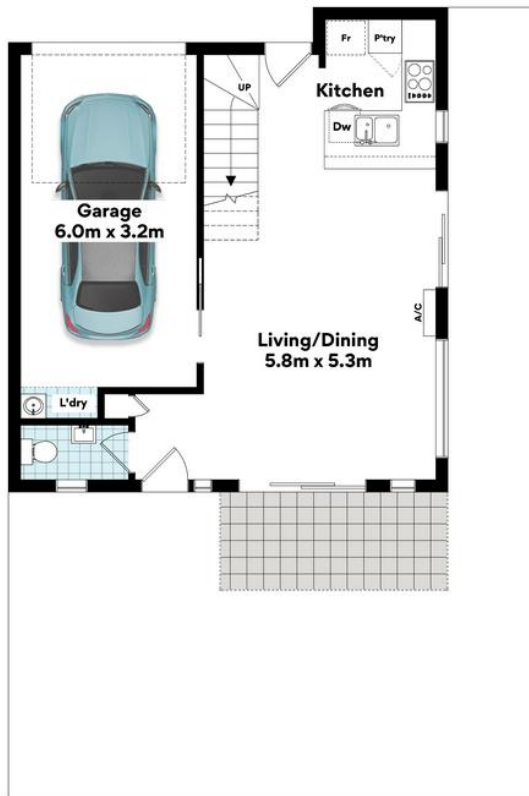 Fr
P'try
UP
Kitchen
Dw
Garage
6.0m x 3.2m
A/C
Living/Dining
5.8m x 5.3m
L'dry